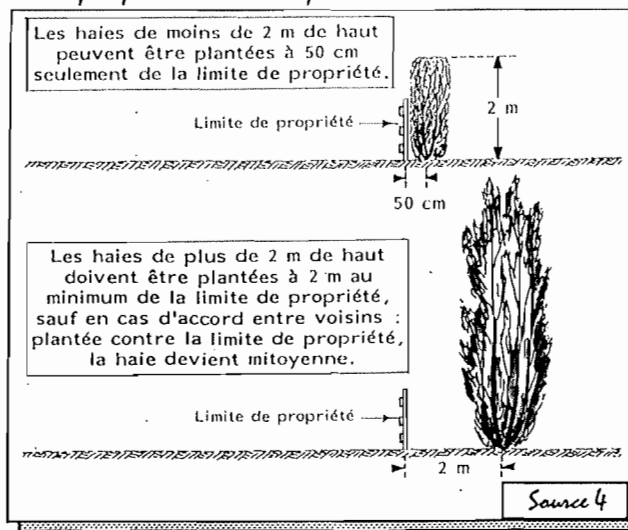 Les haies de moins de 2 m de haut
peuvent être plantées à 50 cm
seulement de la limite de propriété.
Limite de propriété
2 m
50 cm
Les haies de plus de 2 m de haut
doivent être plantées à 2 m au
minimum de la limite de propriété,
sauf en cas d'accord entre voisins :
plantée contre la limite de propriété,
la haie devient mitoyenne.
Limite de propriété
2 m
Source 4